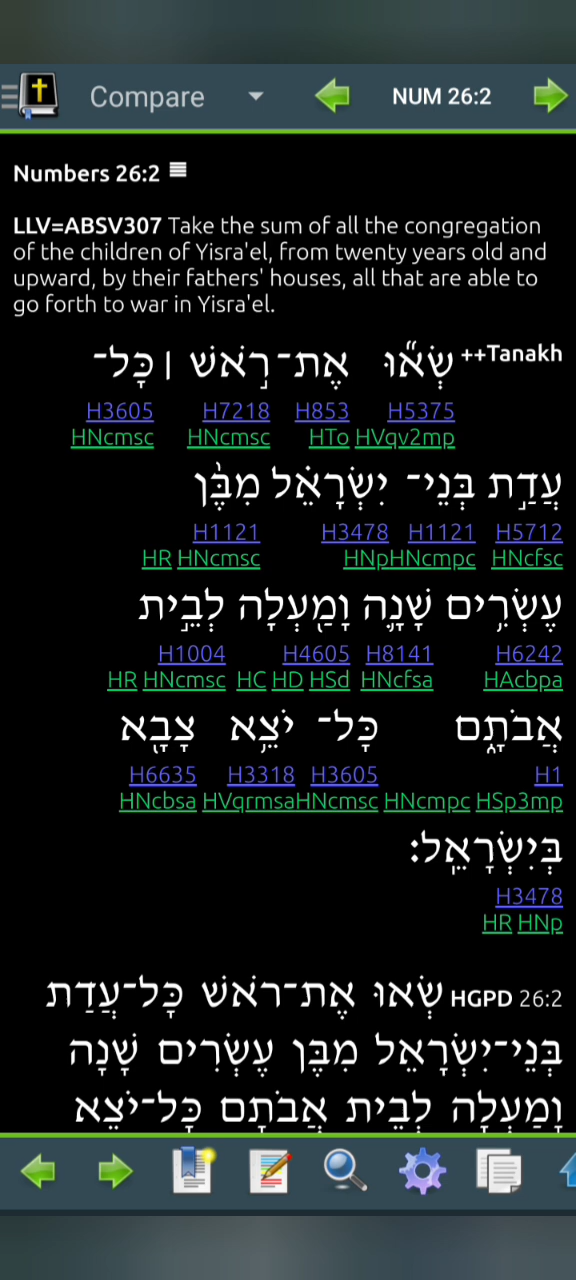 Compare NUM 26:2
Numbers 26:2
LLV=ABSV307 Take the sum of all the congregation
of the children of Yisra'el, from twenty years old and
upward, by their fathers' houses, all that are able to
go forth to war in Yisra'el.
++Tanakh שְׂא֞וּ אֶת־ רֹ֣אשׁ ׀ כׇּל־
H3605 H7218 H853 H5375
HNcmsc HNcmsc HTo HVqv2mp
עֲדַ֣ת בְּנֵי־ יִשְׂרָאֵ֗ל מִבֶּ֨ן
H1121 H3478 H1121 H5712
HR HNcmsc HNpHNcmpc HNcfsc
עֶשְׂרִ֥ים שָׁנָ֛ה וָמַ֖עְלָה לְבֵ֣ית
H1004 H4605 H8141 H6242
HR HNcmsc HC HD HSd HNcfsa HAcbpa
אֲבֹתָ֑ם כׇּל־ יֹצֵ֥א צָבָ֖א
H6635 H3318 H3605 H1
HNcbsa HVqrmsaHNcmsc HNcmpc HSp3mp
בְּיִשְׂרָאֵֽל׃
H3478
HR HNp
HGPD 26:2 שְׂאוּ אֶת־רֹאשׁ כָּל־עֲדַת
בְּנֵי־יִשְׂרָאֵל מִבֶּן עֶשְׂרִים שָׁנָה
וָמַעְלָה לְבֵית אֲבֹתָם כָּל־יֹצֵא